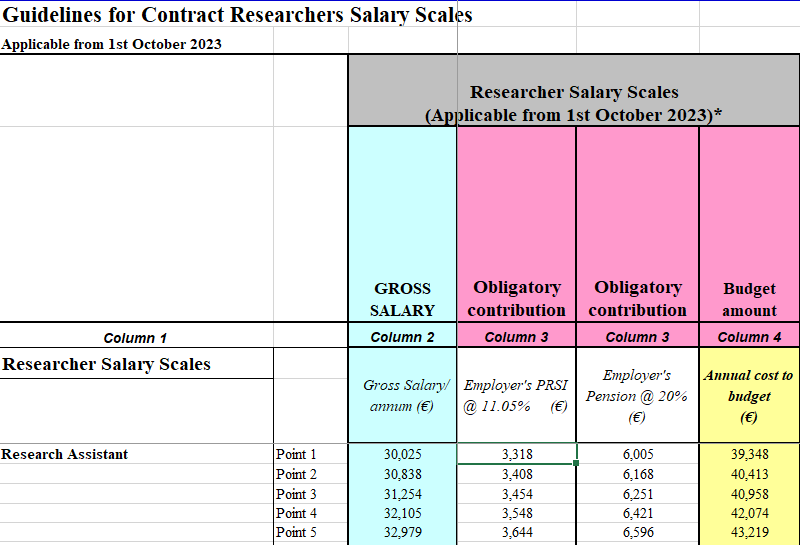 Guidelines for Contract Researchers Salary Scales
Applicable from 1st October 2023
Researcher Salary Scales
(Applicable from 1st October 2023)*
GROSS SALARY
Obligatory contribution
Obligatory contribution
Budget amount
Column 1 Column 2 Column 3 Column 3 Column 4
Researcher Salary Scales
Gross Salary/ annum (€)
Employer's PRSI @ 11.05% (€)
Employer's Pension @ 20% (€)
Annual cost to budget (€)
Research Assistant Point 1 30,025 3,318 6,005 39,348
Point 2 30,838 3,408 6,168 40,413
Point 3 31,254 3,454 6,251 40,958
Point 4 32,105 3,548 6,421 42,074
Point 5 32,979 3,644 6,596 43,219